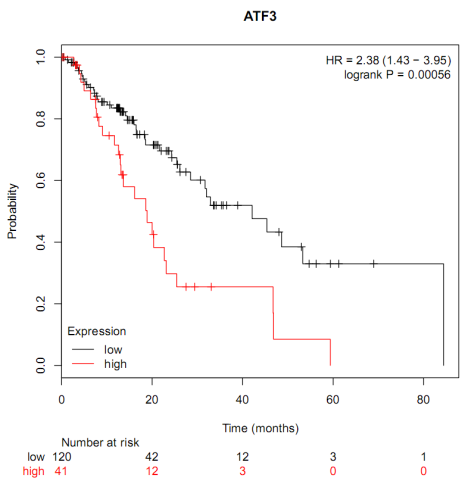 ATF3
HR = 2.38 (1.43 − 3.95)
logrank P = 0.00056
1.0
0.8
0.6
0.4
0.2
0.0
Probability
Expression
low
high
0 20 40 60 80
Time (months)
Number at risk
low 120 42 12 3 1
high 41 12 3 0 0